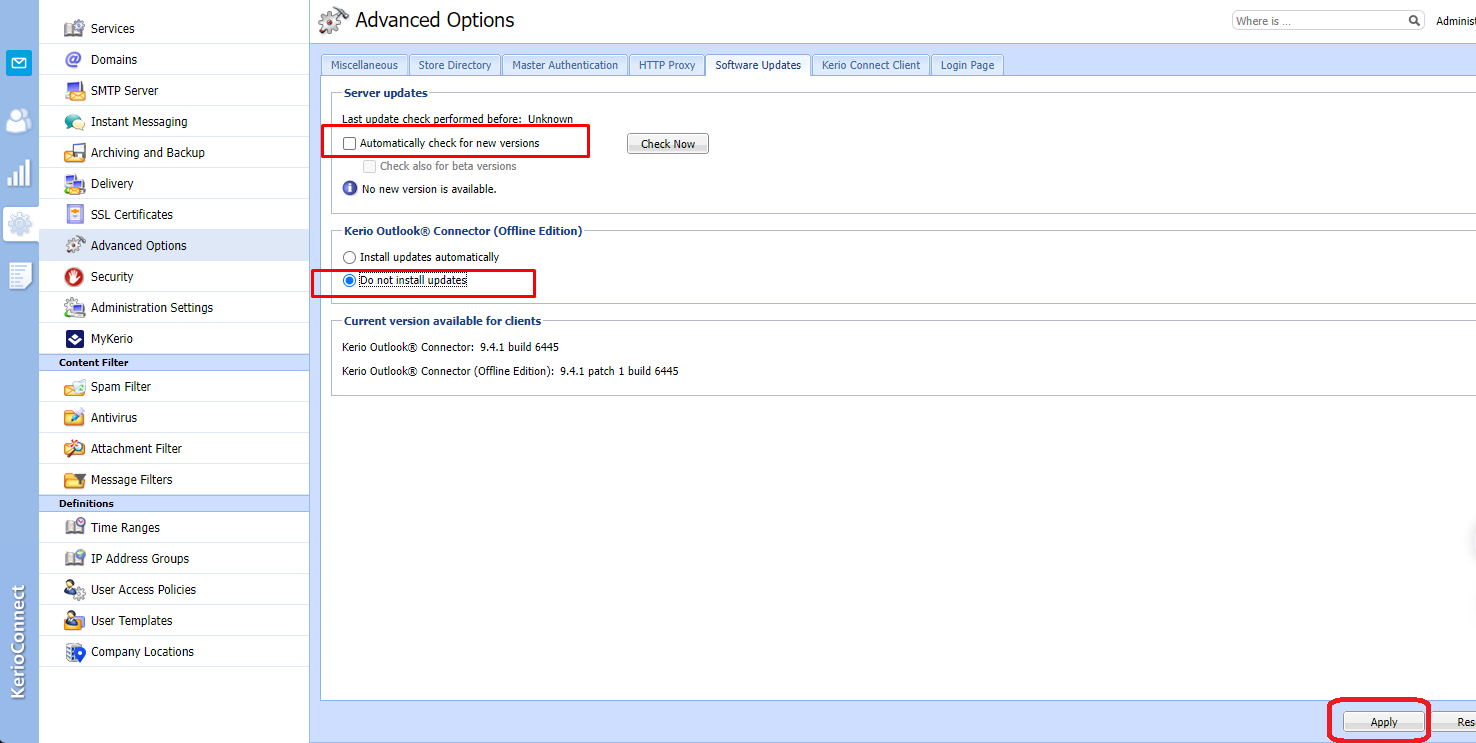 Advanced Options
Where is ...
Administ
Services
Domains
SMTP Server
Instant Messaging
Archiving and Backup
Delivery
SSL Certificates
Advanced Options
Security
Administration Settings
MyKerio
Content Filter
Spam Filter
Antivirus
Attachment Filter
Message Filters
Definitions
Time Ranges
IP Address Groups
User Access Policies
User Templates
Company Locations
KerioConnect
Miscellaneous
Store Directory
Master Authentication
HTTP Proxy
Software Updates
Kerio Connect Client
Login Page
Server updates
Last update check performed before: Unknown
Automatically check for new versions
Check Now
Check also for beta versions
No new version is available.
Kerio Outlook® Connector (Offline Edition)
Install updates automatically
Do not install updates
Current version available for clients
Kerio Outlook® Connector: 9.4.1 build 6445
Kerio Outlook® Connector (Offline Edition): 9.4.1 patch 1 build 6445
Apply
Res